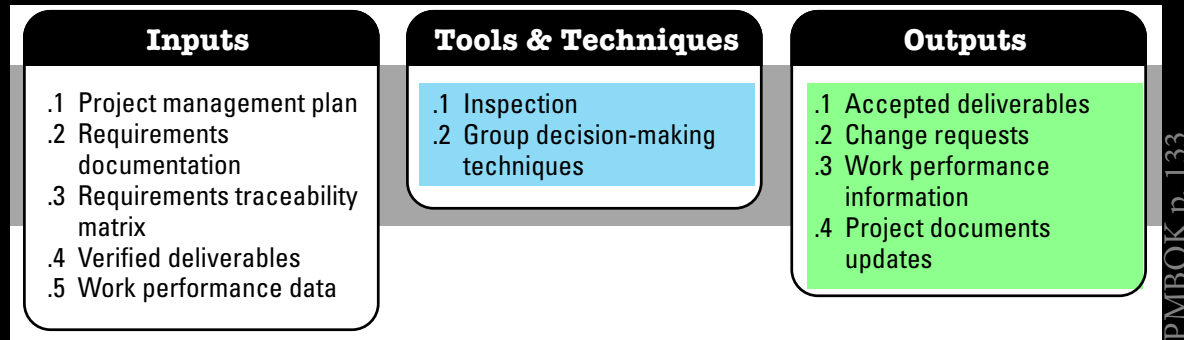 Inputs
.1 Project management plan
.2 Requirements
documentation
.3 Requirements traceability
matrix
.4 Verified deliverables
.5 Work performance data
Tools & Techniques
.1 Inspection
.2 Group decision-making
techniques
Outputs
.1 Accepted deliverables
.2 Change requests
.3 Work performance
information
.4 Project documents
updates
PMBOK p. 133